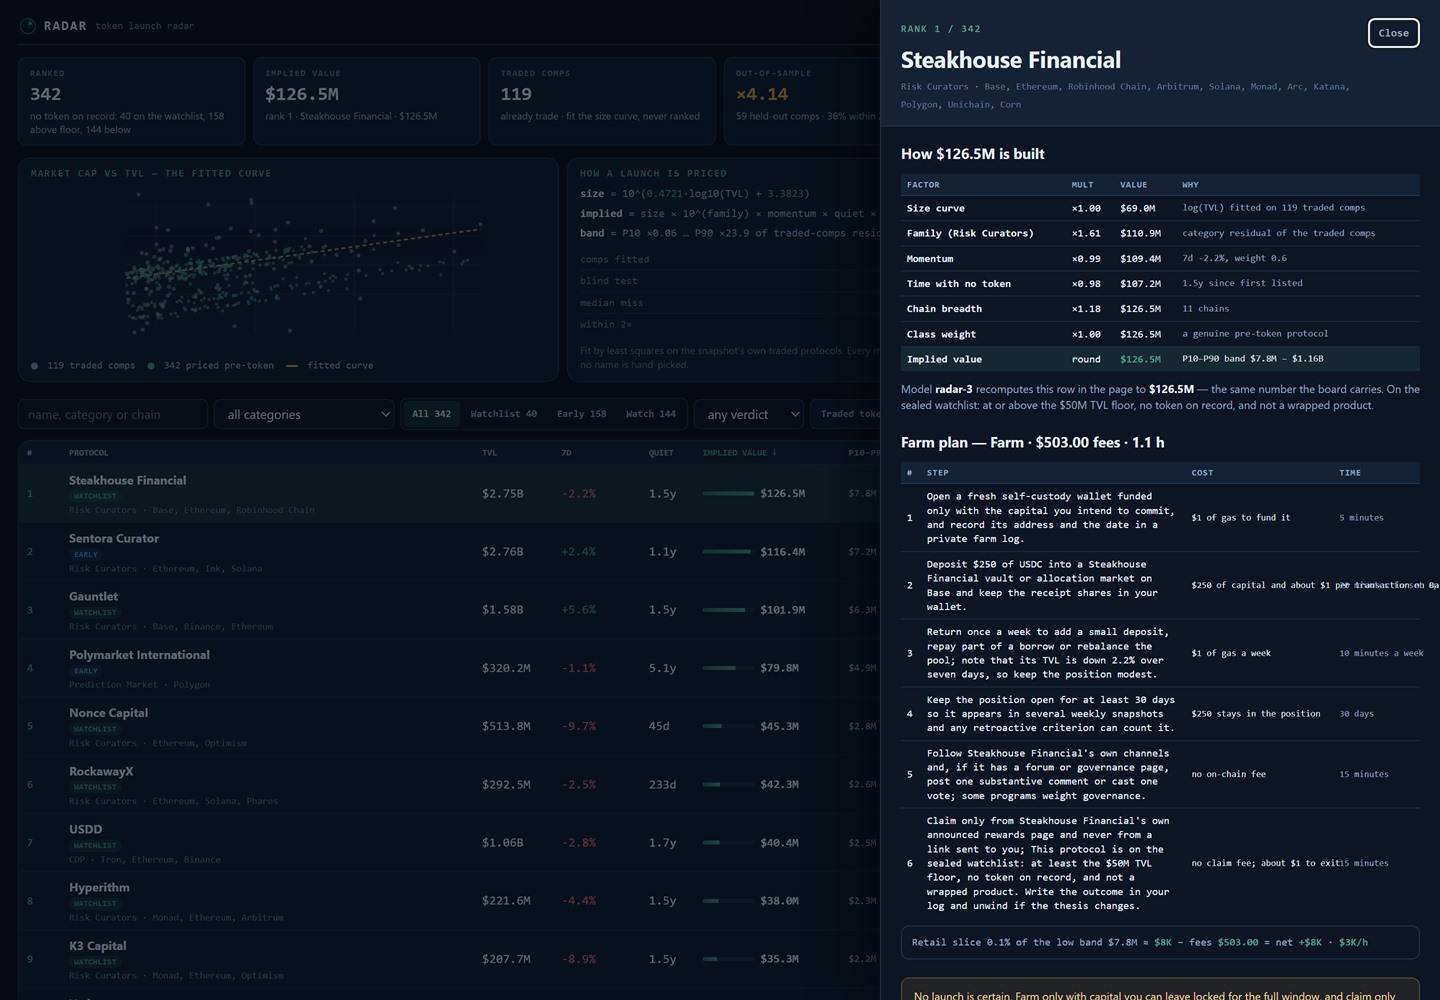 RADAR token launch radar
RANKED
342
no token on record: 40 on the watchlist, 158
above floor, 144 below
IMPLIED VALUE
$126.5M
rank 1 · Steakhouse Financial · $126.5M
TRADED COMPS
119
already trade · fit the size curve, never ranked
OUT-OF-SAMPLE
×4.14
59 held-out comps · 36% within
MARKET CAP VS TVL — THE FITTED CURVE
119 traded comps 342 priced pre-token fitted curve
HOW A LAUNCH IS PRICED
size = 10^(0.4721·log10(TVL) + 3.3823)
implied = size × 10^(family) × momentum × quiet ×
band = P10 ×0.06 … P90 ×23.9 of traded-comps resid
comps fitted
blind test
median miss
within 2×
Fit by least squares on the snapshot's own traded protocols. Every m
no name is hand-picked.
name, category or chain all categories All 342 Watchlist 40 Early 158 Watch 144 any verdict Traded toke
# PROTOCOL TVL 7D QUIET IMPLIED VALUE ↓ P10-P9
1 Steakhouse Financial $2.75B -2.2% 1.5y $126.5M $7.8M
WATCHLIST
Risk Curators · Base, Ethereum, Robinhood Chain
2 Sentora Curator $2.76B +2.4% 1.1y $116.4M $7.2M
EARLY
Risk Curators · Ethereum, Ink, Solana
3 Gauntlet $1.58B +5.6% 1.5y $101.9M $6.3M
WATCHLIST
Risk Curators · Base, Binance, Ethereum
4 Polymarket International $320.2M -1.1% 5.1y $79.8M $4.9M
EARLY
Prediction Market · Polygon
5 Nonce Capital $513.8M -9.7% 45d $45.3M $2.8M
WATCHLIST
Risk Curators · Ethereum, Optimism
6 RockawayX $292.5M -2.5% 233d $42.3M $2.6M
WATCHLIST
Risk Curators · Ethereum, Solana, Pharos
7 USDD $1.06B -2.8% 1.7y $40.4M $2.5M
WATCHLIST
CDP · Tron, Ethereum, Binance
8 Hyperithm $221.6M -4.4% 1.5y $38.0M $2.3M
WATCHLIST
Risk Curators · Monad, Ethereum, Arbitrum
9 K3 Capital $207.7M -8.9% 1.5y $35.3M $2.2M
WATCHLIST
Risk Curators · Monad, Ethereum, Optimism
RANK 1 / 342
Close
Steakhouse Financial
Risk Curators · Base, Ethereum, Robinhood Chain, Arbitrum, Solana, Monad, Arc, Katana,
Polygon, Unichain, Corn
How $126.5M is built
FACTOR MULT VALUE WHY
Size curve ×1.00 $69.0M log(TVL) fitted on 119 traded comps
Family (Risk Curators) ×1.61 $110.9M category residual of the traded comps
Momentum ×0.99 $109.4M 7d -2.2%, weight 0.6
Time with no token ×0.98 $107.2M 1.5y since first listed
Chain breadth ×1.18 $126.5M 11 chains
Class weight ×1.00 $126.5M a genuine pre-token protocol
Implied value round $126.5M P10–P90 band $7.8M – $1.16B
Model radar-3 recomputes this row in the page to $126.5M — the same number the board carries. On the
sealed watchlist: at or above the $50M TVL floor, no token on record, and not a wrapped product.
Farm plan — Farm · $503.00 fees · 1.1 h
# STEP COST TIME
1 Open a fresh self-custody wallet funded
only with the capital you intend to commit,
and record its address and the date in a
private farm log.
$1 of gas to fund it 5 minutes
2 Deposit $250 of USDC into a Steakhouse
Financial vault or allocation market on
Base and keep the receipt shares in your
wallet.
$250 of capital and about $1 per transaction on Ba
3 Return once a week to add a small deposit,
repay part of a borrow or rebalance the
pool; note that its TVL is down 2.2% over
seven days, so keep the position modest.
$1 of gas a week 10 minutes a week
4 Keep the position open for at least 30 days
so it appears in several weekly snapshots
and any retroactive criterion can count it.
$250 stays in the position 30 days
5 Follow Steakhouse Financial's own channels
and, if it has a forum or governance page,
post one substantive comment or cast one
vote; some programs weight governance.
no on-chain fee 15 minutes
6 Claim only from Steakhouse Financial's own
announced rewards page and never from a
link sent to you; This protocol is on the
sealed watchlist: at least the $50M TVL
floor, no token on record, and not a
wrapped product. Write the outcome in your
log and unwind if the thesis changes.
no claim fee; about $1 to exit 15 minutes
Retail slice 0.1% of the low band $7.8M ≈ $8K – fees $503.00 = net +$8K · $3K/h
No launch is certain. Farm only with capital you can leave locked for the full window, and claim only